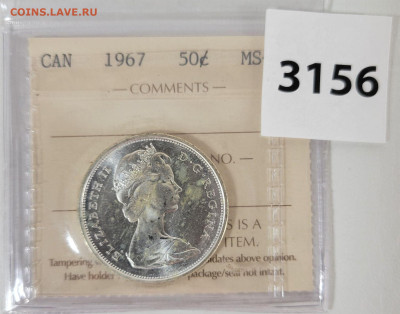 COINS.LAVE.RU
CAN 1967 50¢ MS
3156
COMMENTS
NO.
ELIZABETH II D·G·REGINA
IS A
ITEM.
Tampering dates above opinion.
Have holder package/seal not intact.